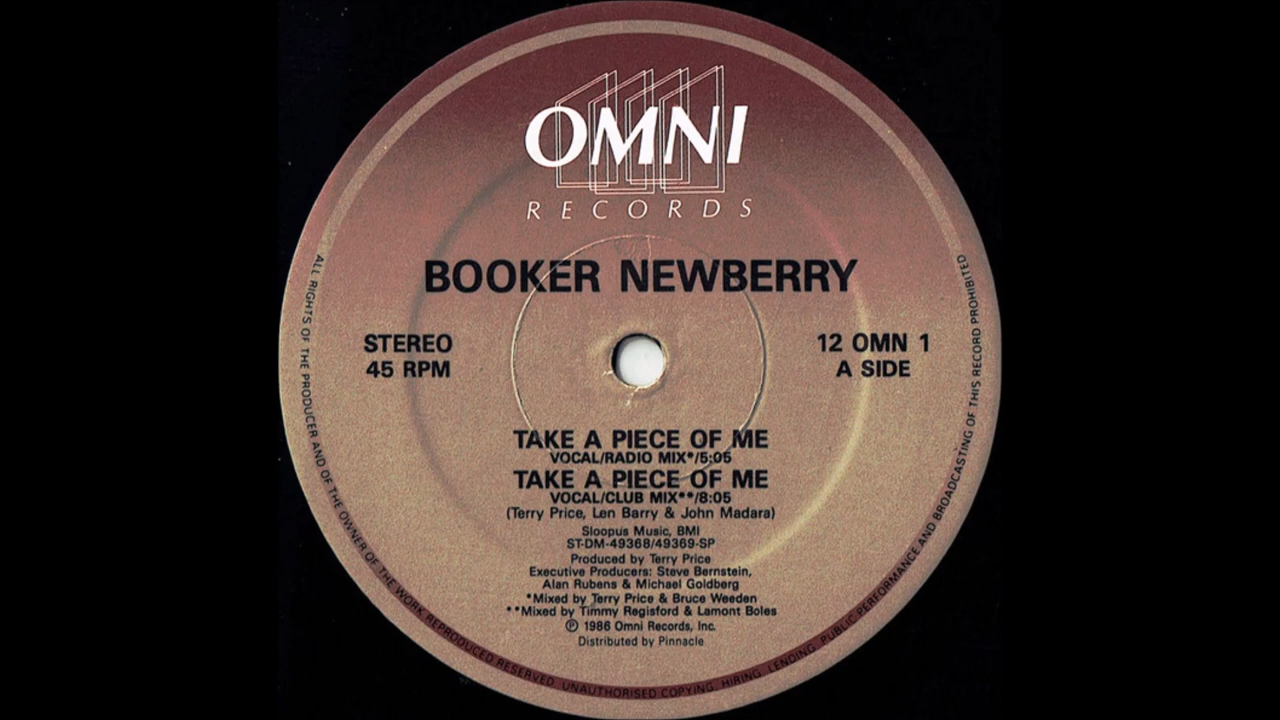 OMNI
RECORDS
BOOKER NEWBERRY
STEREO
45 RPM
12 OMN 1
A SIDE
TAKE A PIECE OF ME
VOCAL/RADIO MIX*/5:05
TAKE A PIECE OF ME
VOCAL/CLUB MIX**/8:05
(Terry Price, Len Barry & John Madara)
Sloopus Music, BMI
ST-DM-49368/49369-SP
Produced by Terry Price
Executive Producers: Steve Bernstein,
Alan Rubens & Michael Goldberg
*Mixed by Terry Price & Bruce Weeden
**Mixed by Timmy Regisford & Lamont Boles
℗ 1986 Omni Records, Inc.
Distributed by Pinnacle
ALL RIGHTS OF THE PRODUCER AND OF THE OWNER OF THE WORK REPRODUCED RESERVED. UNAUTHORISED COPYING, HIRING, LENDING, PUBLIC PERFORMANCE AND BROADCASTING OF THIS RECORD PROHIBITED